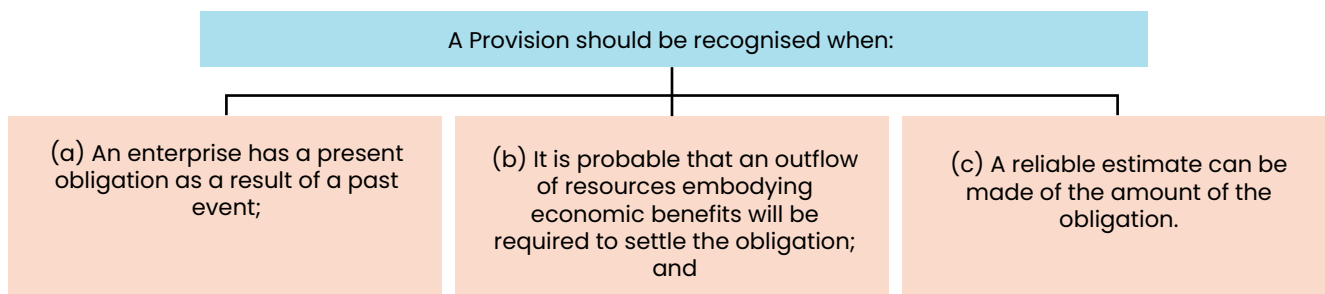 A Provision should be recognised when:
(a) An enterprise has a present
obligation as a result of a past
event;
(b) It is probable that an outflow
of resources embodying
economic benefits will be
required to settle the obligation;
and
(c) A reliable estimate can be
made of the amount of the
obligation.